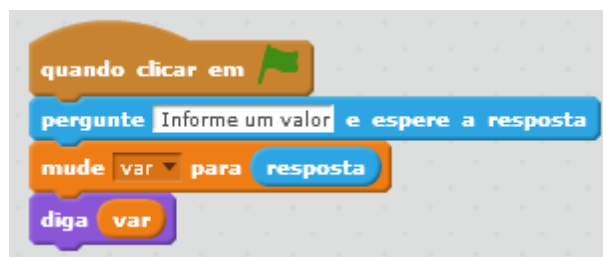 quando clicar em
pergunte Informe um valor e espere a resposta
mude var para resposta
diga var